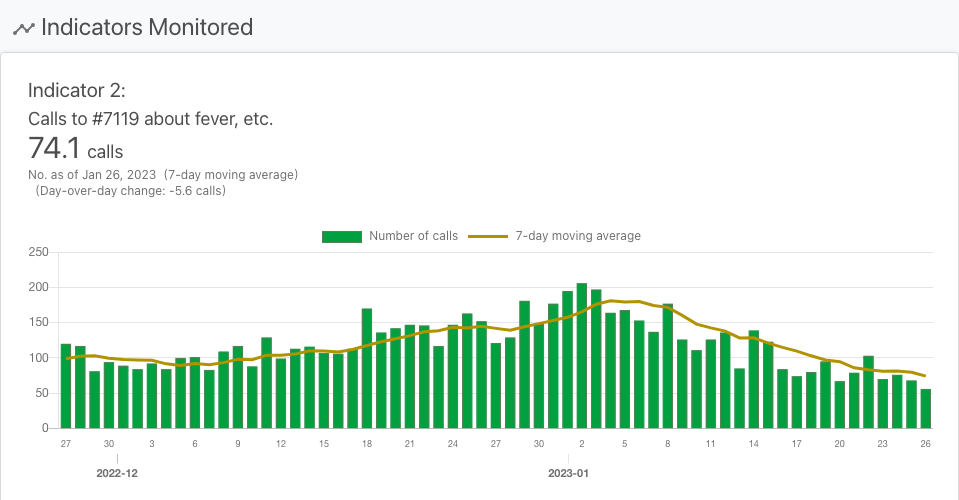 Indicators Monitored
Indicator 2:
Calls to #7119 about fever, etc.
74.1 calls
No. as of Jan 26, 2023 (7-day moving average)
(Day-over-day change: -5.6 calls)
Number of calls 7-day moving average
250
200
150
100
50
0
27 30 3 6 9 12 15 18 21 24 27 30 2 5 8 11 14 17 20 23 26
2022-12 2023-01